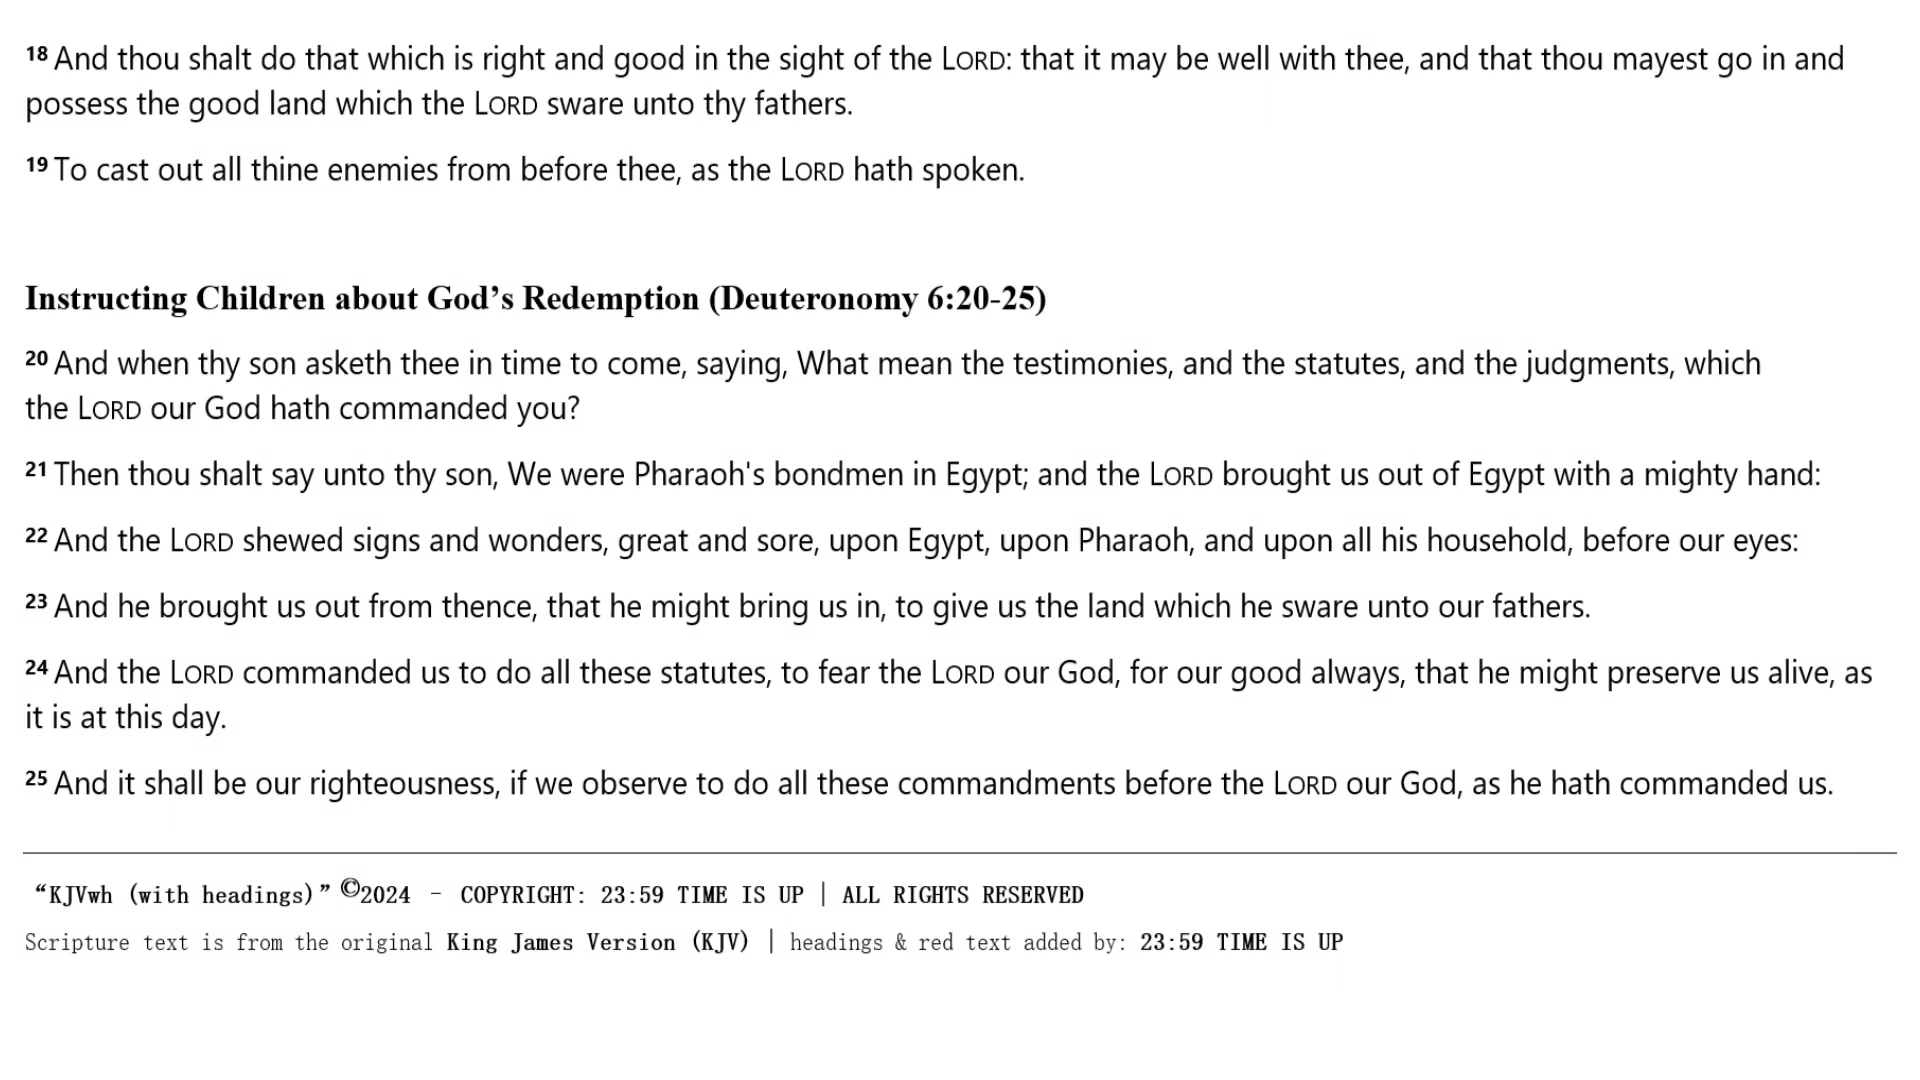 18 And thou shalt do that which is right and good in the sight of the LORD: that it may be well with thee, and that thou mayest go in and
possess the good land which the LORD sware unto thy fathers.
19 To cast out all thine enemies from before thee, as the LORD hath spoken.
Instructing Children about God’s Redemption (Deuteronomy 6:20-25)
20 And when thy son asketh thee in time to come, saying, What mean the testimonies, and the statutes, and the judgments, which
the LORD our God hath commanded you?
21 Then thou shalt say unto thy son, We were Pharaoh's bondmen in Egypt; and the LORD brought us out of Egypt with a mighty hand:
22 And the LORD shewed signs and wonders, great and sore, upon Egypt, upon Pharaoh, and upon all his household, before our eyes:
23 And he brought us out from thence, that he might bring us in, to give us the land which he sware unto our fathers.
24 And the LORD commanded us to do all these statutes, to fear the LORD our God, for our good always, that he might preserve us alive, as
it is at this day.
25 And it shall be our righteousness, if we observe to do all these commandments before the LORD our God, as he hath commanded us.
“KJVwh (with headings)” ©2024 – COPYRIGHT: 23:59 TIME IS UP | ALL RIGHTS RESERVED
Scripture text is from the original King James Version (KJV) | headings & red text added by: 23:59 TIME IS UP